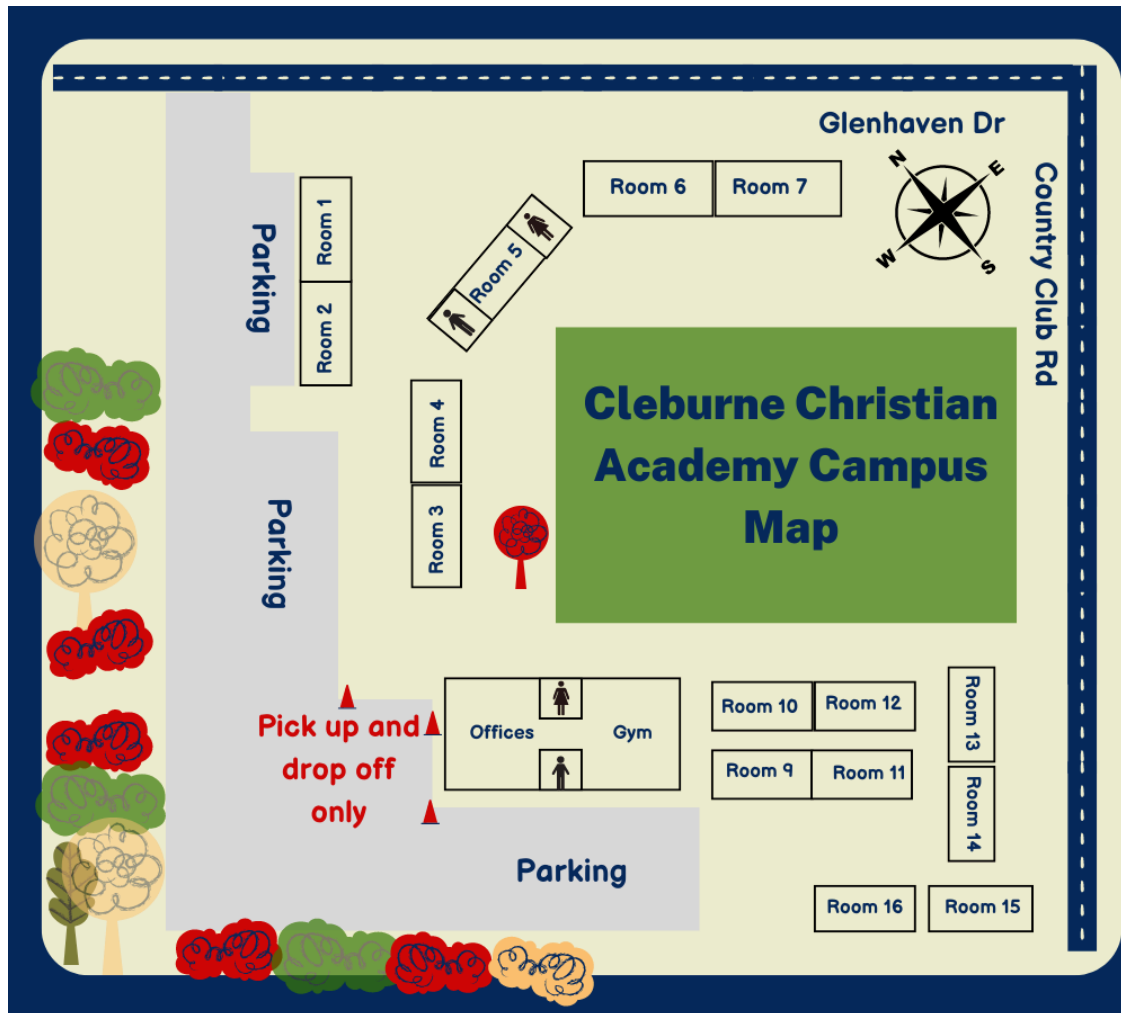 Glenhaven Dr
N
E
W
S
Country Club Rd
Room 6
Room 7
Room 1
Room 2
Parking
Room 5
Room 4
Room 3
Cleburne Christian
Academy Campus
Map
Parking
Pick up and
drop off
only
Offices
Gym
Room 10
Room 12
Room 9
Room 11
Room 13
Room 14
Parking
Room 16
Room 15